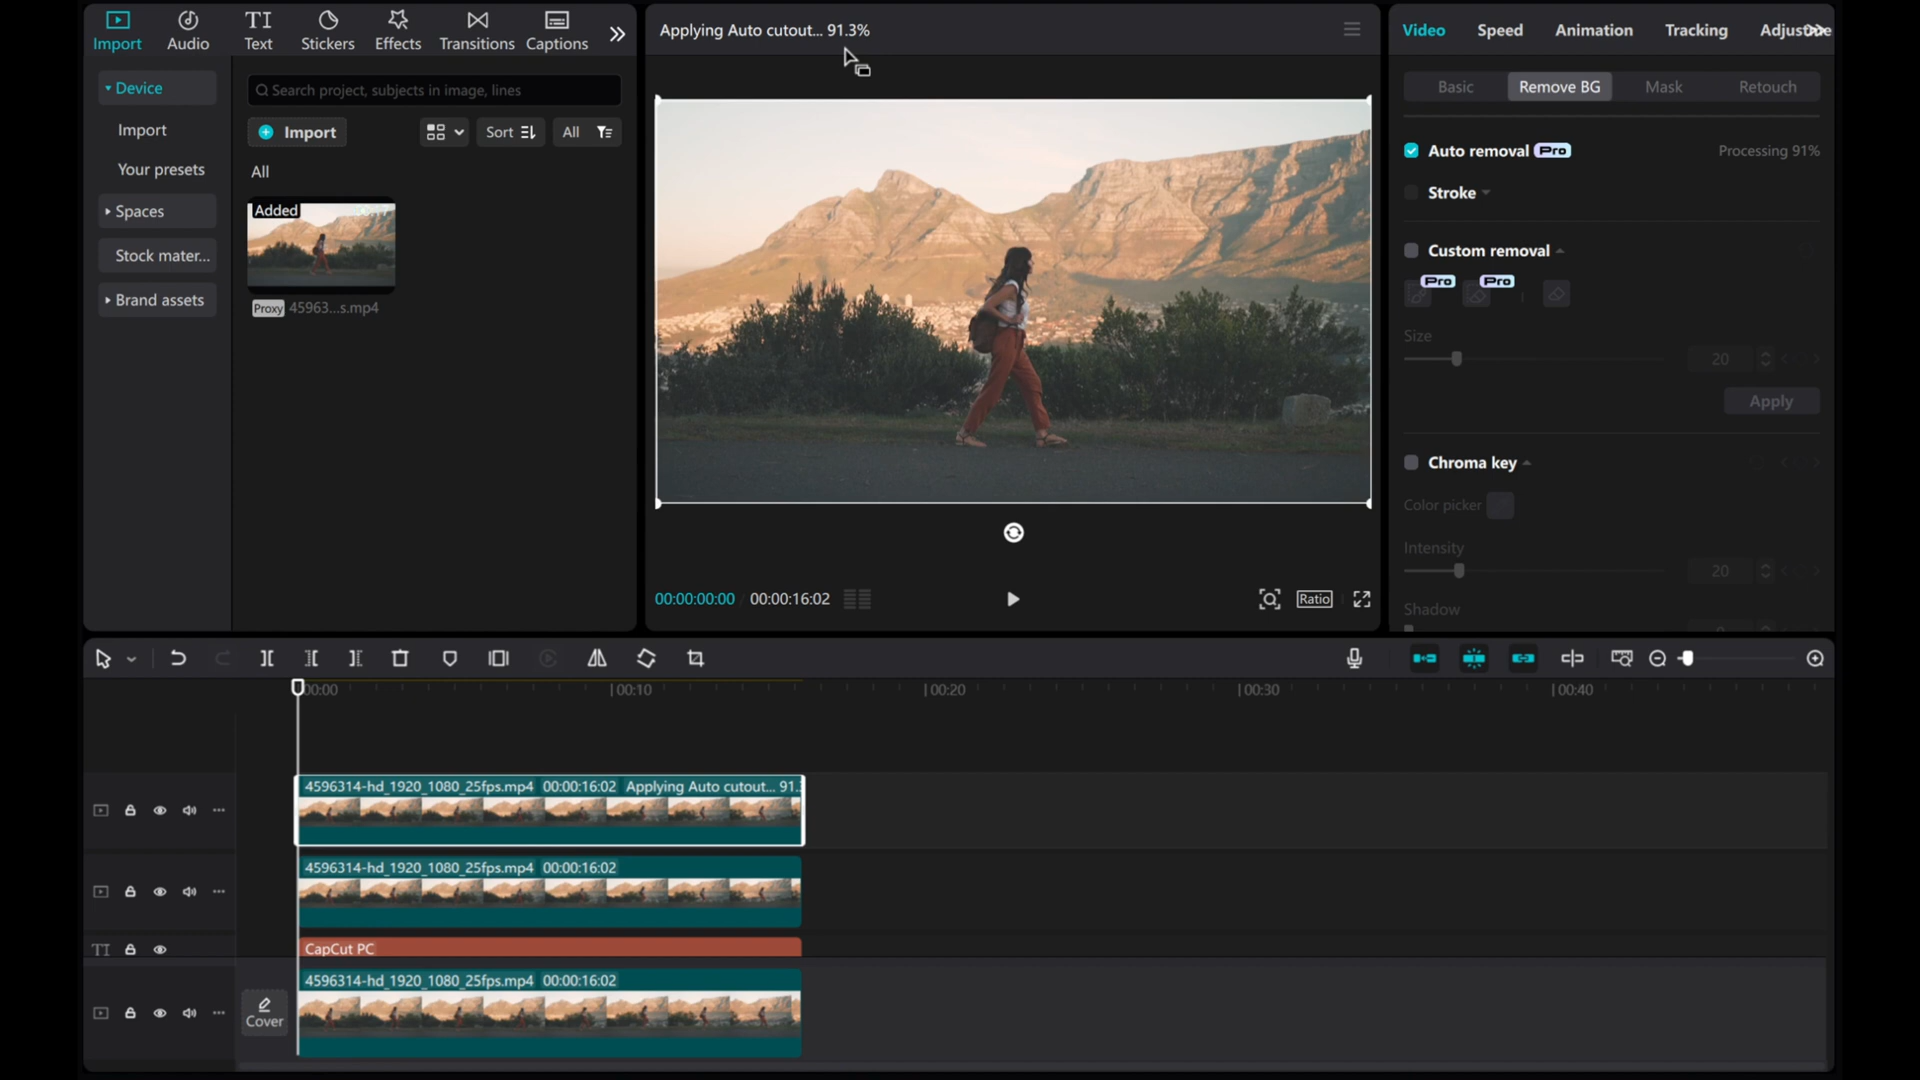 Import
Audio
TI
Text
Stickers
Effects
Transitions
Captions
Device
Import
Your presets
Spaces
Stock mater...
Brand assets
Search project, subjects in image, lines
Import
Sort
All
All
Added
Proxy 45963...s.mp4
Applying Auto cutout... 91.3%
00:00:00:00
00:00:16:02
Ratio
Video
Speed
Animation
Tracking
Basic
Remove BG
Mask
Retouch
Auto removal Pro
Processing 91%
Stroke
Custom removal
Pro
Pro
Size
20
Apply
Chroma key
Color picker
Intensity
20
Shadow
00:00
00:10
00:20
00:30
00:40
4596314-hd_1920_1080_25fps.mp4 00:00:16:02 Applying Auto cutout... 91.
4596314-hd_1920_1080_25fps.mp4 00:00:16:02
TI
CapCut PC
4596314-hd_1920_1080_25fps.mp4 00:00:16:02
Cover